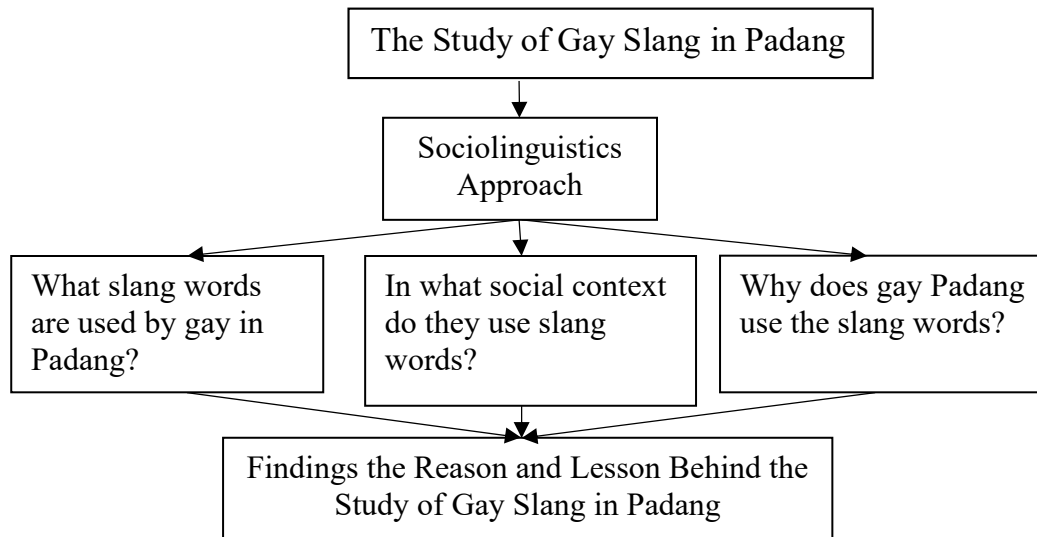 The Study of Gay Slang in Padang
Sociolinguistics
Approach
What slang words
are used by gay in
Padang?
In what social context
do they use slang
words?
Why does gay Padang
use the slang words?
Findings the Reason and Lesson Behind the
Study of Gay Slang in Padang